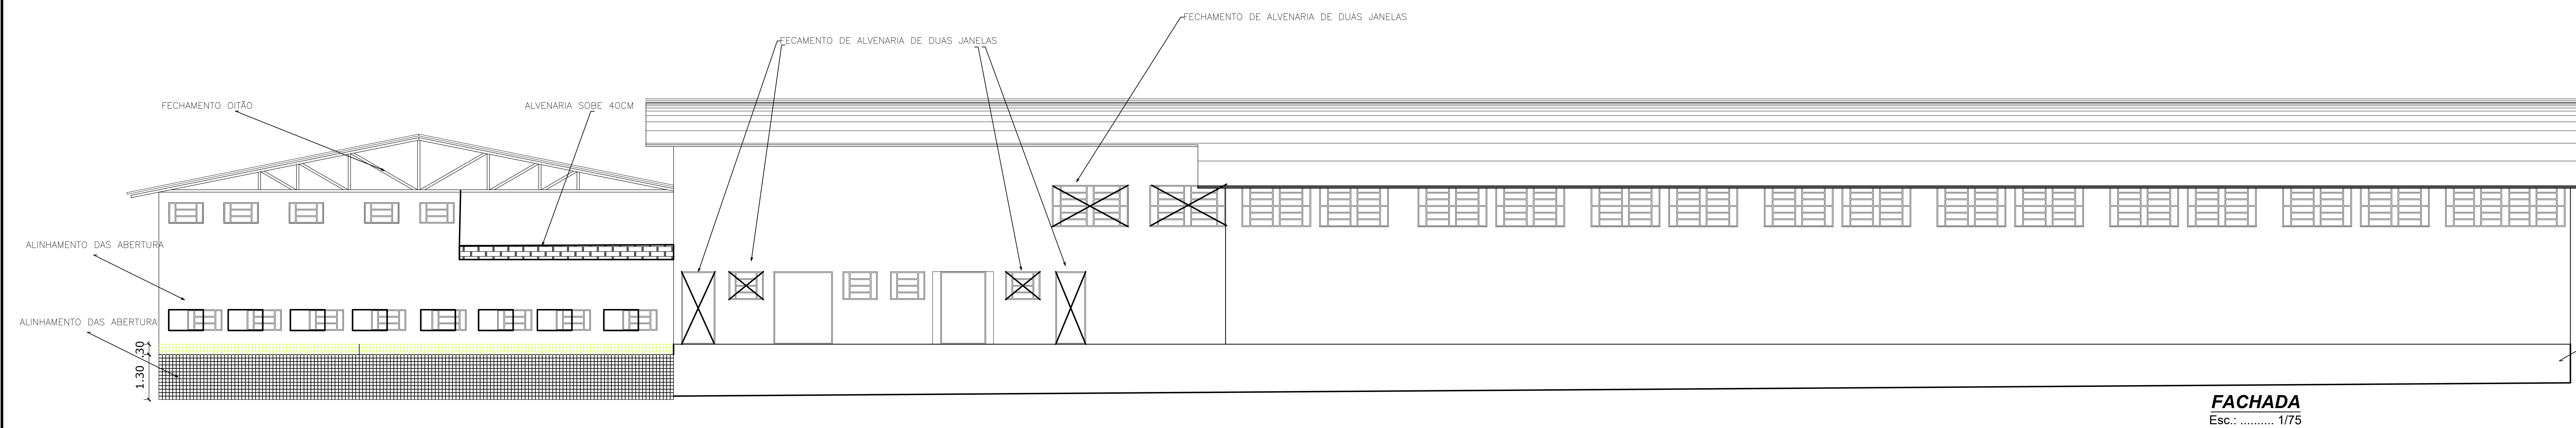 FECHAMENTO DE ALVENARIA DE DUAS JANELAS
FECAMENTO DE ALVENARIA DE DUAS JANELAS
FECHAMENTO OITÃO
ALVENARIA SOBE 40CM
ALINHAMENTO DAS ABERTURA
ALINHAMENTO DAS ABERTURA
.30
1.30
FACHADA
Esc.: .......... 1/75